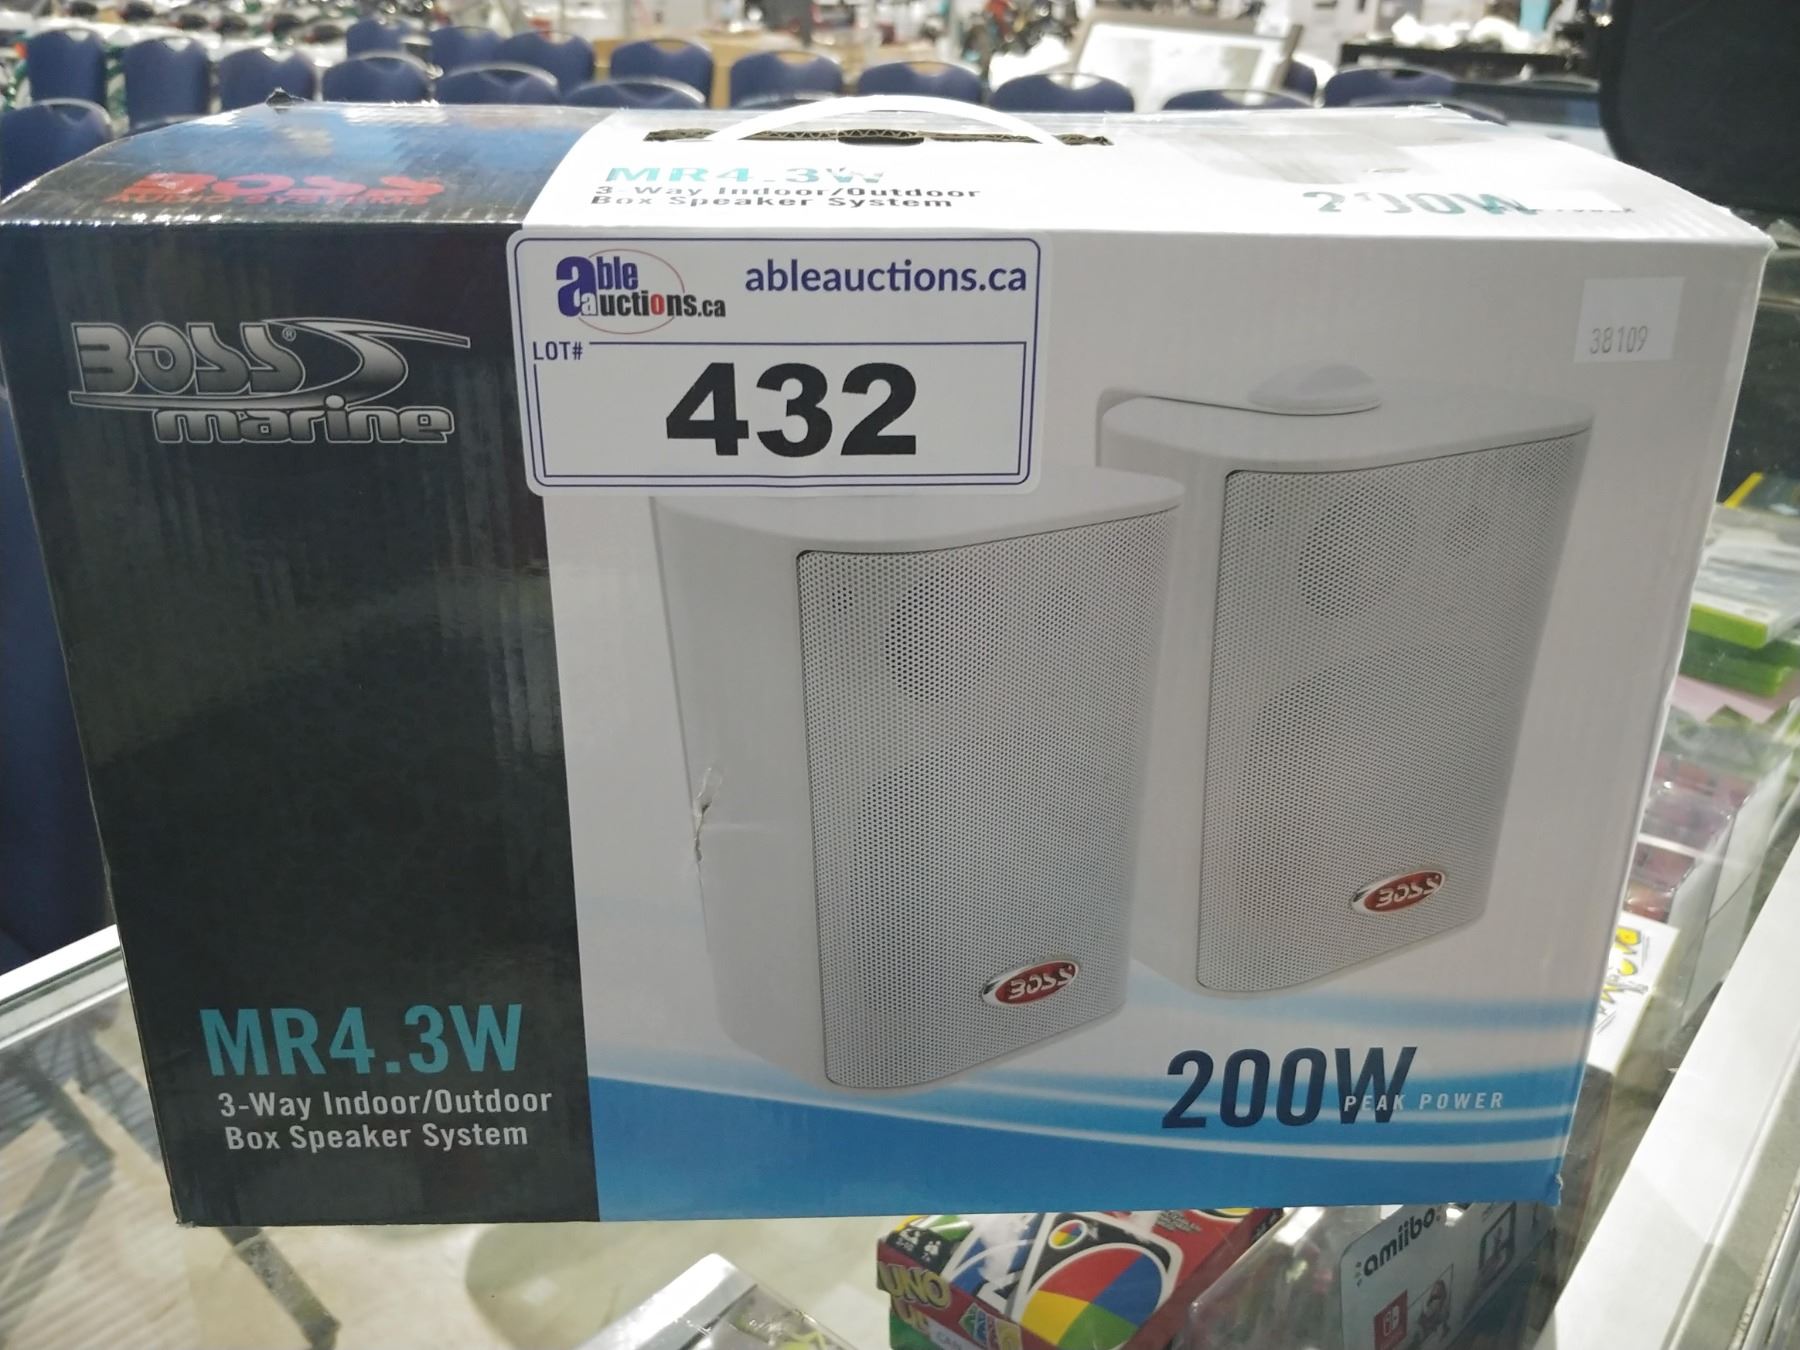 BOSS
AUDIO SYSTEMS
MR4.3W
3-Way Indoor/Outdoor
Box Speaker System
200W
able auctions.ca
ableauctions.ca
LOT#
432
38109
BOSS®
marine
BOSS
BOSS
MR4.3W
3-Way Indoor/Outdoor
Box Speaker System
200W
PEAK POWER
UNO
amiibo